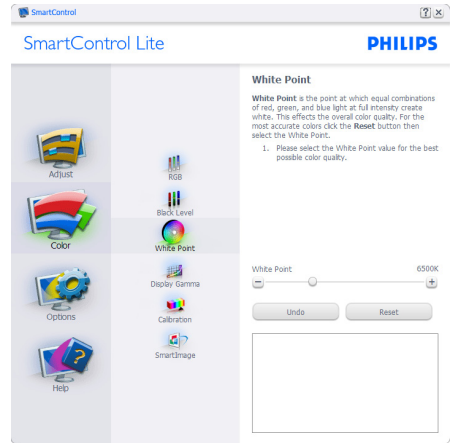 SmartControl
? ×
SmartControl Lite
PHILIPS
Adjust
Color
Options
Help
RGB
Black Level
White Point
Display Gamma
Calibration
SmartImage
White Point
White Point is the point at which equal combinations
of red, green, and blue light at full intensity create
white. This effects the overall color quality. For the
most accurate colors click the Reset button then
select the White Point.
1. Please select the White Point value for the best
possible color quality.
White Point 6500K
Undo Reset